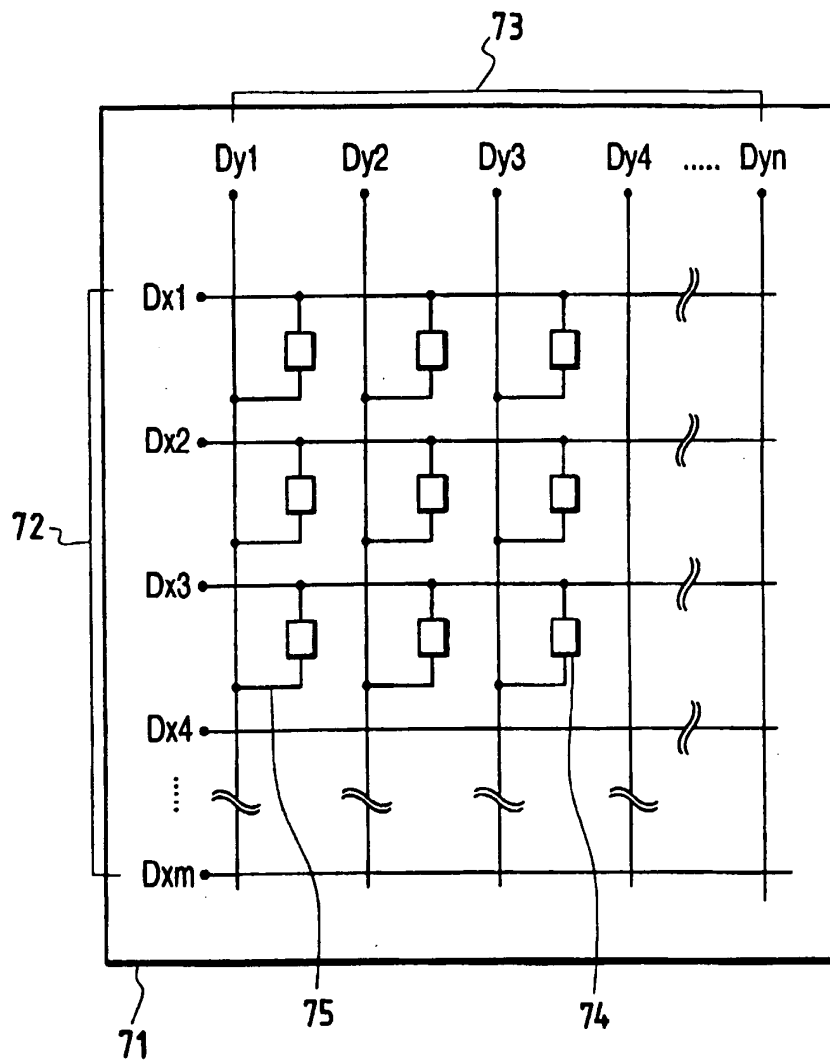 73
Dy1 Dy2 Dy3 Dy4 ..... Dyn
Dx1
Dx2
72
Dx3
Dx4
.....
Dxm
71
75
74